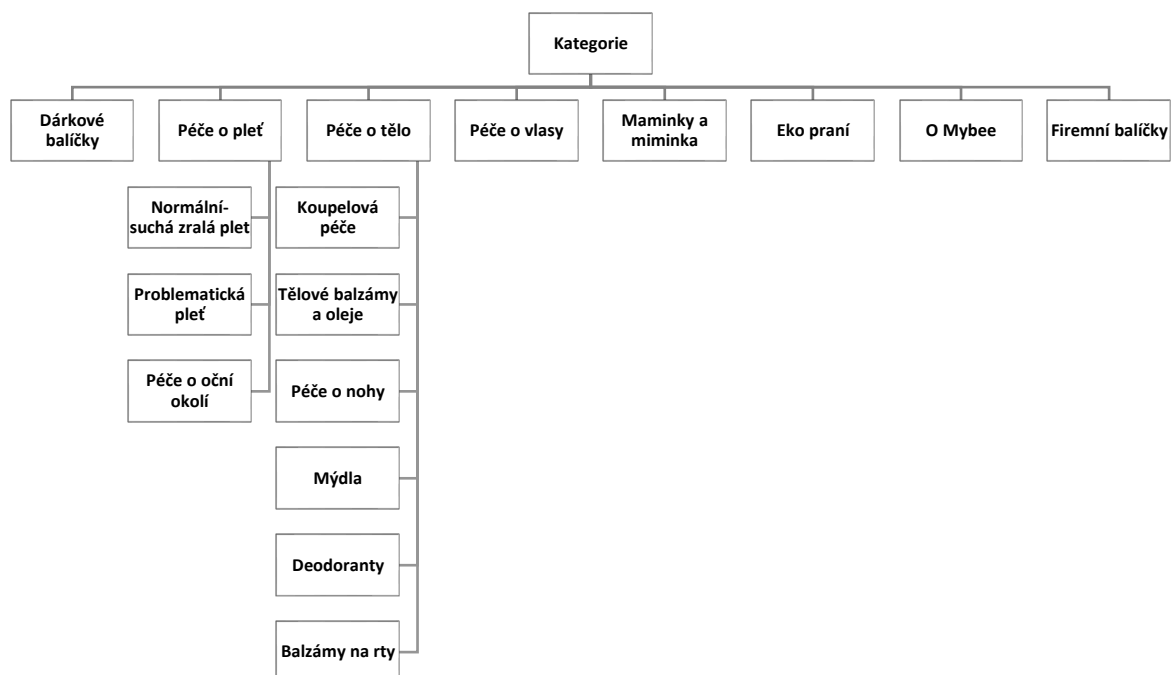 Kategorie
Dárkové
balíčky
Péče o pleť
Péče o tělo
Péče o vlasy
Maminky a
miminka
Eko praní
O Mybee
Firemní balíčky
Normální-
suchá zralá plet
Problematická
pleť
Péče o oční
okolí
Koupelová
péče
Tělové balzámy
a oleje
Péče o nohy
Mýdla
Deodoranty
Balzámy na rty